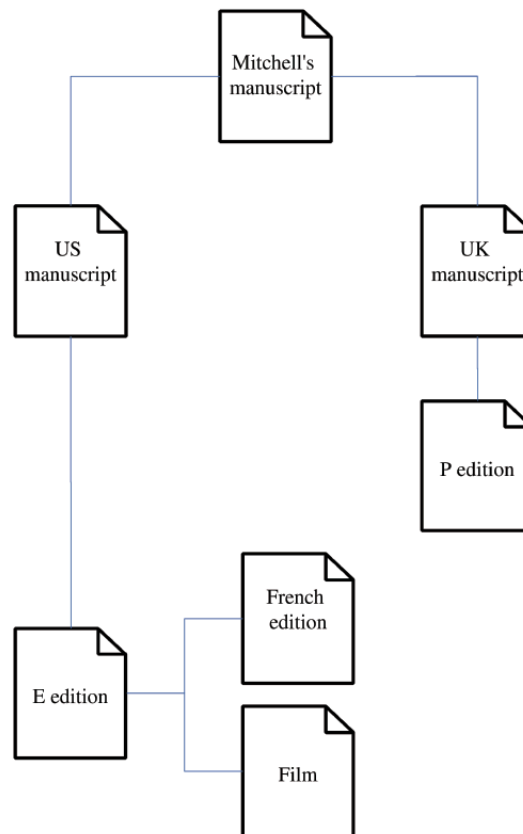 Mitchell's
manuscript
US
manuscript
UK
manuscript
P edition
French
edition
E edition
Film